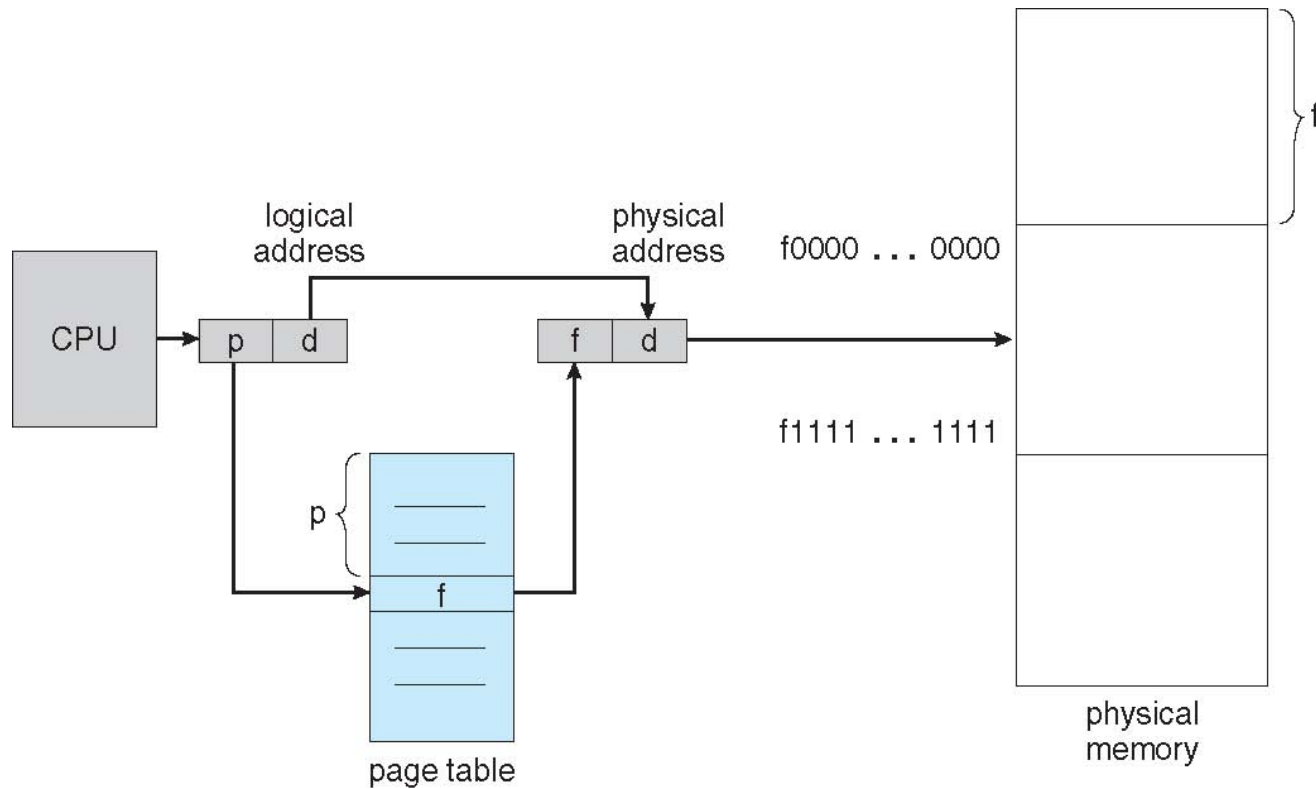 f
logical
address
physical
address
f0000 ... 0000
CPU
p d
f d
f1111 ... 1111
p
f
page table
physical
memory